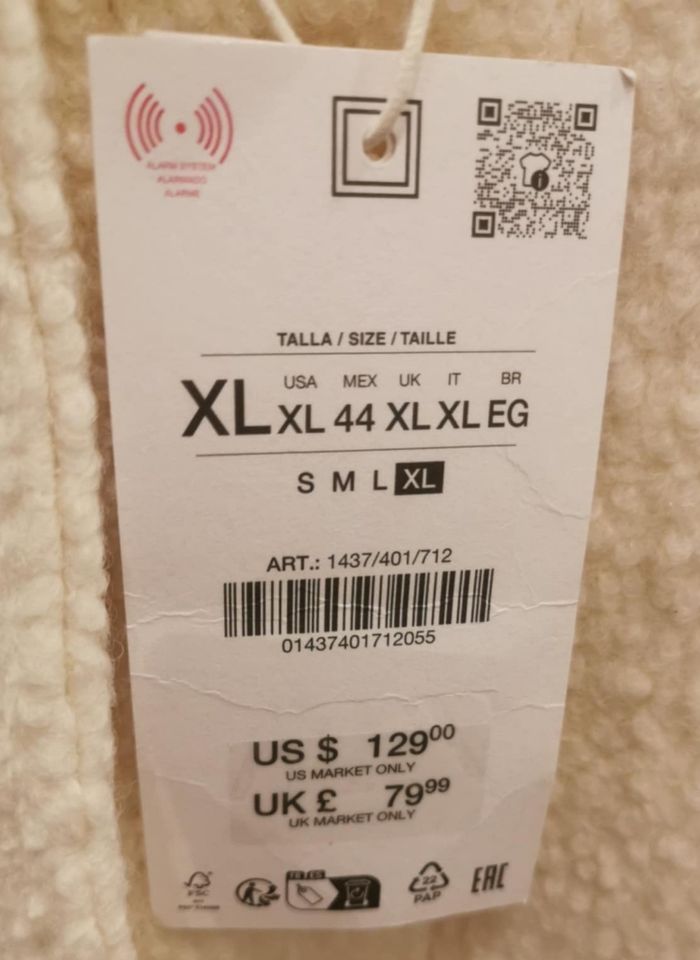 ALARM SYSTEM
ALARMADO
ALARME
TALLA / SIZE / TAILLE
USA MEX UK IT BR
XL XL 44 XL XL EG
S M L XL
ART.: 1437/401/712
01437401712055
US $ 129⁰⁰
US MARKET ONLY
UK £ 79⁹⁹
UK MARKET ONLY
FSC
22
PAP
EAC